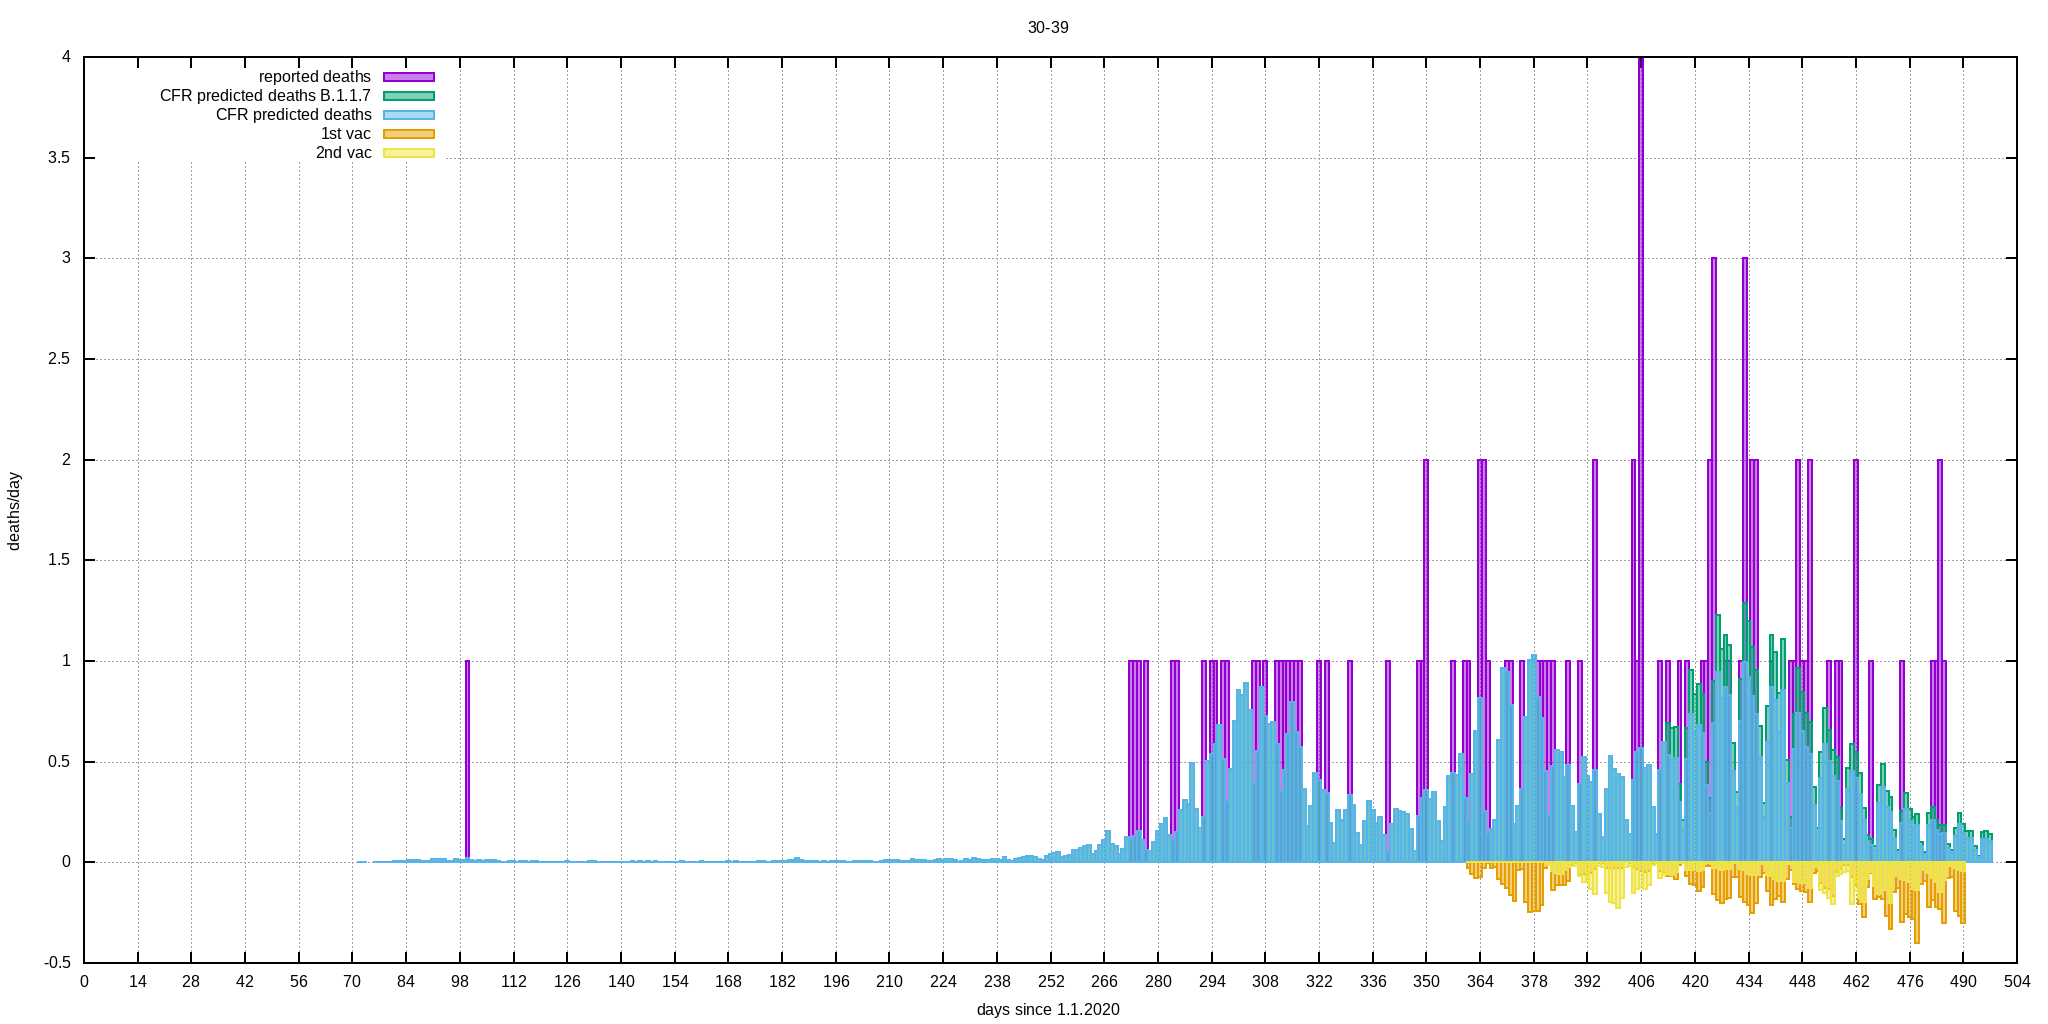 30-39
reported deaths
CFR predicted deaths B.1.1.7
CFR predicted deaths
1st vac
2nd vac
4
3.5
3
2.5
2
1.5
1
0.5
0
-0.5
deaths/day
0 14 28 42 56 70 84 98 112 126 140 154 168 182 196 210 224 238 252 266 280 294 308 322 336 350 364 378 392 406 420 434 448 462 476 490 504
days since 1.1.2020